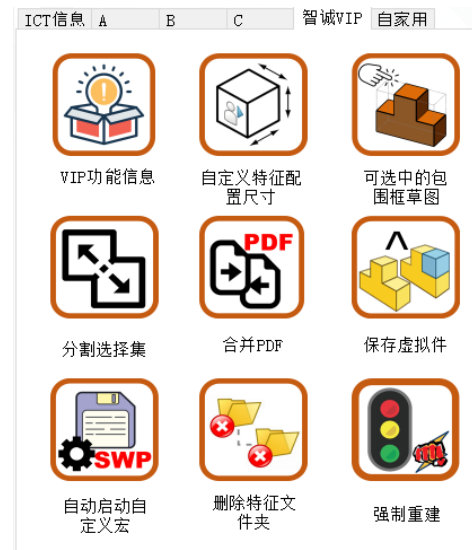 ICT信息 A B C 智诚VIP 自家用
VIP功能信息
自定义特征配
置尺寸
可选中的包
围框草图
PDF
分割选择集
合并PDF
保存虚拟件
SWP
自动启动自
定义宏
删除特征文
件夹
强制重建